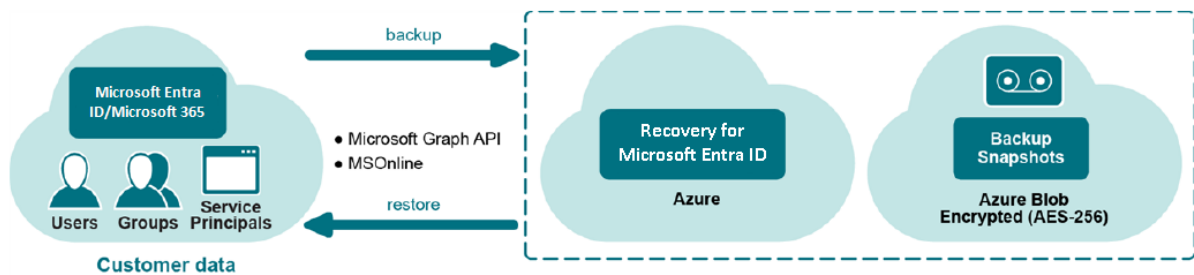 Microsoft Entra
ID/Microsoft 365
Users
Groups
Service
Principals
Customer data
backup
● Microsoft Graph API
● MSOnline
restore
Recovery for
Microsoft Entra ID
Azure
Backup
Snapshots
Azure Blob
Encrypted (AES-256)